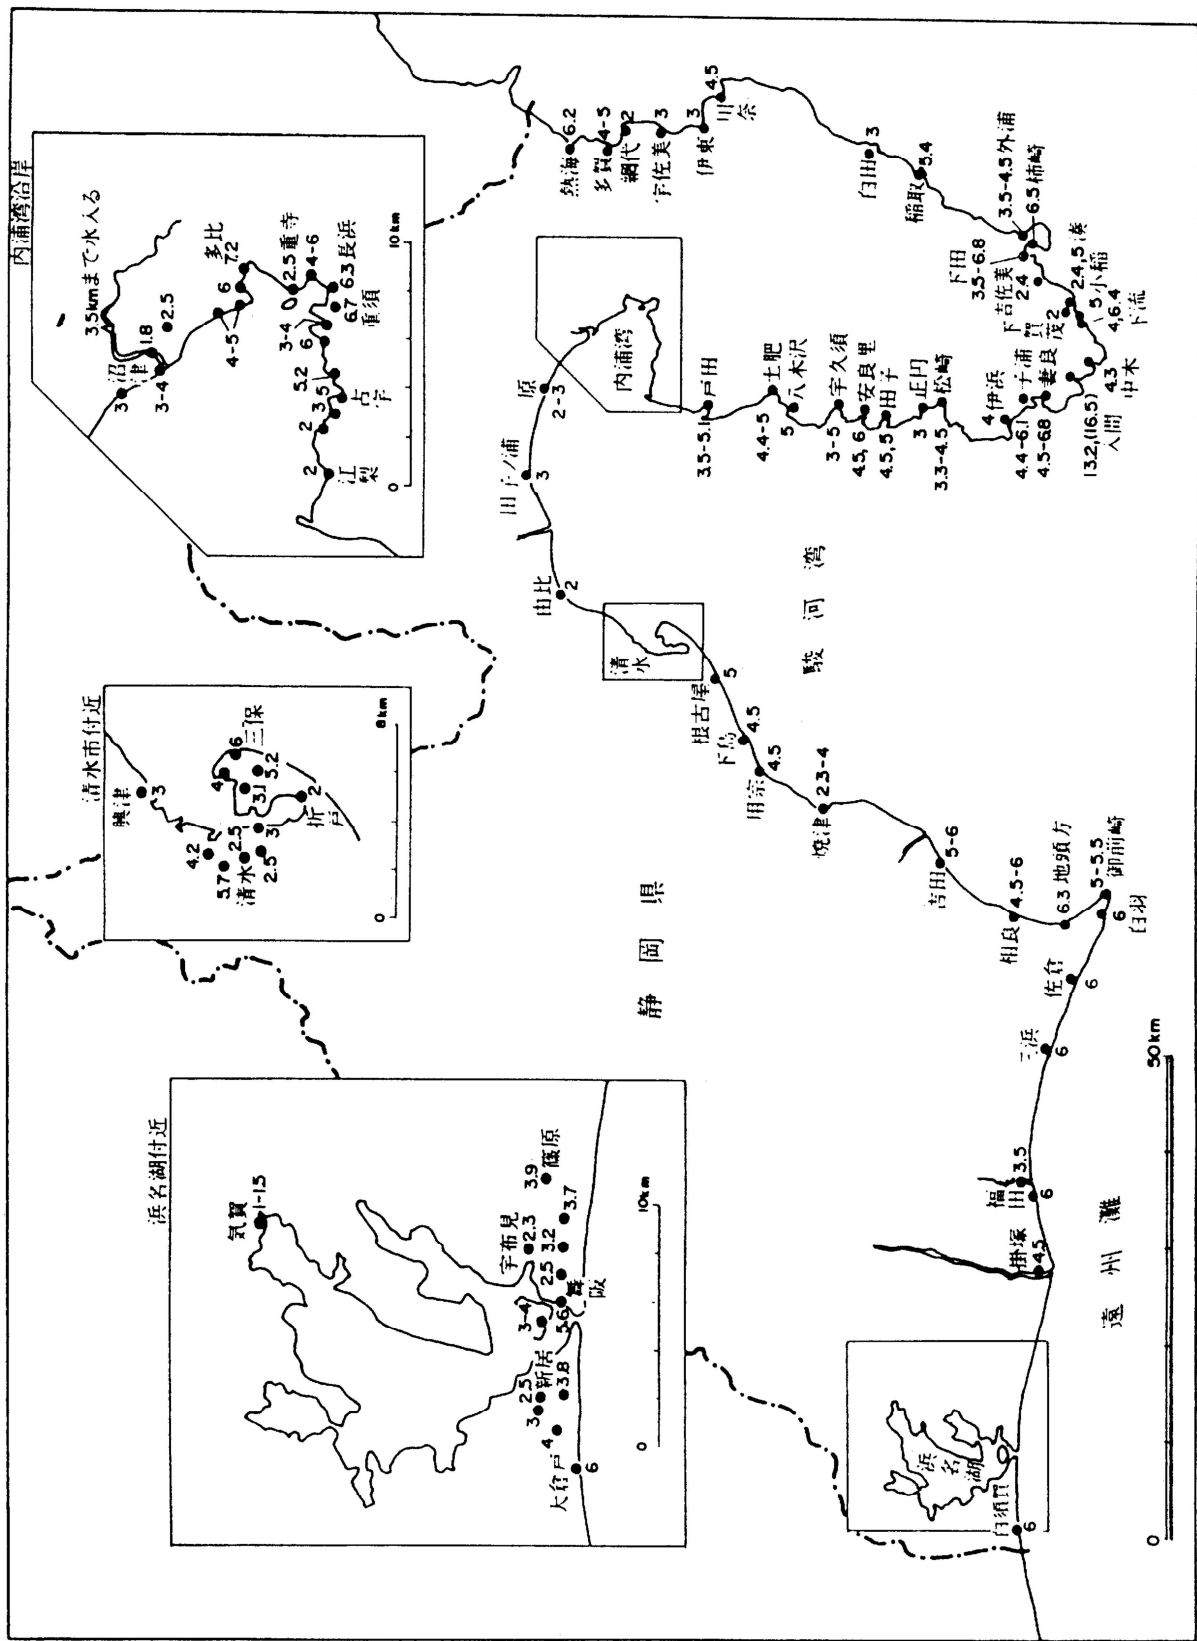 浜名湖付近
気賀
1-1.5
宇布見
2.3
3.9
篠原
3.7
3.2
2.5
舞阪
5.6
3-4
新居
2.5
3
3.8
4
大倉戸
6
0
10km
清水市付近
興津
3
4.2
5.7
清水
2.5
2.5
3
4
6
三保
3.1
5.2
2
折戸
0
8km
内浦湾沿岸
3.5kmまで水入る
沼津
3
1.8
2.5
3-4
4-5
6
多比
7.2
2.5
重寺
4-6
6.3
長浜
6.7
重須
3-4
6
5.2
3.5
古宇
2
2
江梨
0
10km
静岡県
駿河湾
遠州灘
浜名湖
白須賀
6
掛塚
4.5
福田
3.5
6
三浜
6
佐倉
6
白羽
6
5-5.5
御前崎
6.3
地頭方
相良
4.5-6
吉田
5-6
焼津
2.3-4
用宗
4.5
下島
4.5
根古屋
5
清水
由比
2
田子ノ浦
3
原
2-3
内浦湾
戸田
3.5-5.1
土肥
4.4-5
八木沢
5
宇久須
3-5
安良里
4.5, 6
田子
4.5, 5
3
松崎
3.3-4.5
伊浜
4
子浦
4.4-6.1
妻良
4.5-6.8
13.2, (16.5)
入間
4.3
中木
下流
4, 6.4
小稲
5
2.4, 5
湊
下賀茂
2
吉佐美
2.4
下田
3.5-6.8
6.5
柿崎
3.5-4.5
外浦
稲取
5.4
白田
3
川奈
4.5
伊東
3
宇佐美
3
網代
2
多賀
4-5
熱海
6.2
0
50km